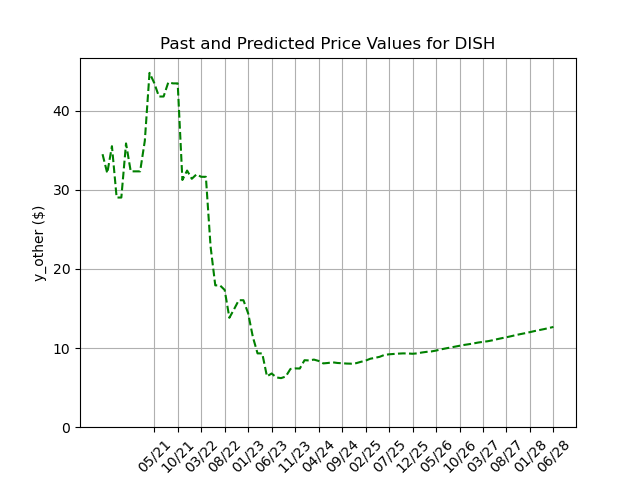 Past and Predicted Price Values for DISH
y_other ($)
40
30
20
10
0
05/21 10/21 03/22 08/22 01/23 06/23 11/23 04/24 09/24 02/25 07/25 12/25 05/26 10/26 03/27 08/27 01/28 06/28